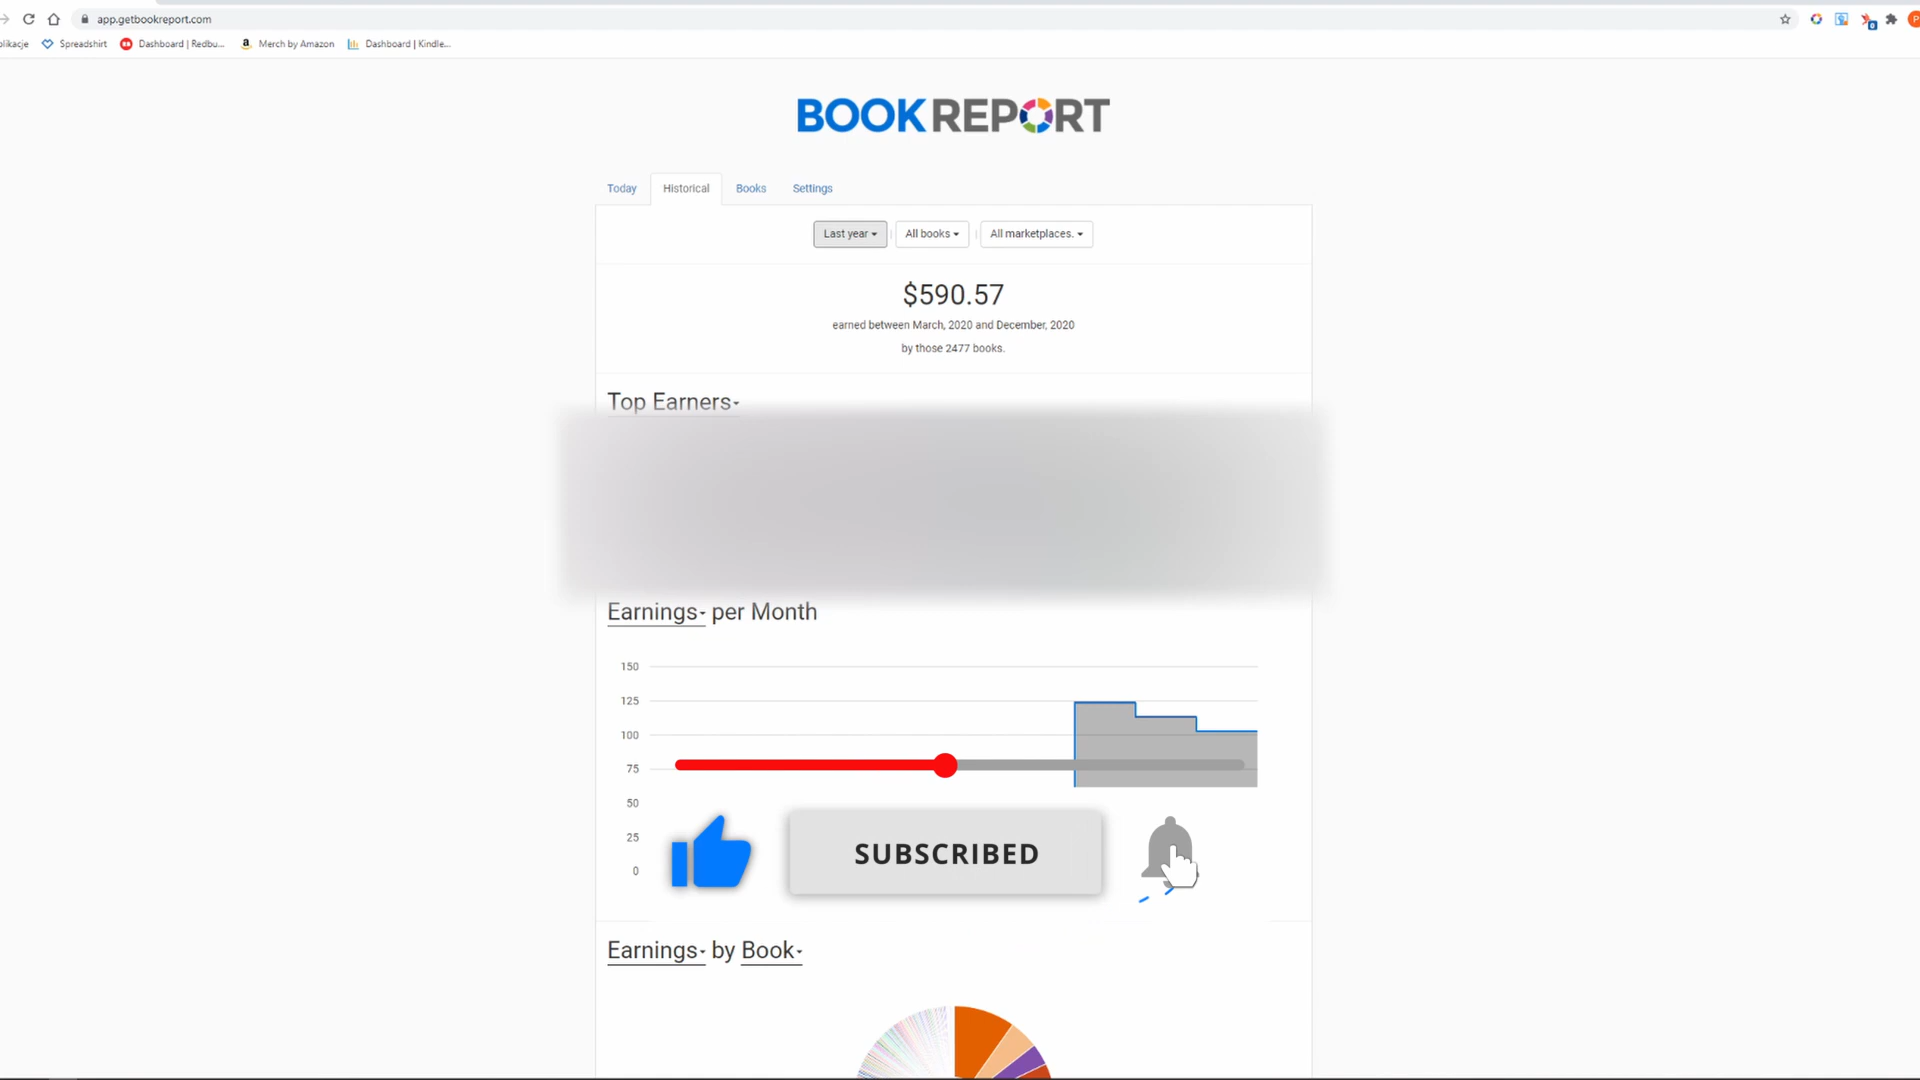 app.getbookreport.com
plikacje Spreadshirt Dashboard | Redbu... Merch by Amazon Dashboard | Kindle...
BOOKREPORT
Today Historical Books Settings
Last year All books All marketplaces.
$590.57
earned between March, 2020 and December, 2020
by those 2477 books.
Top Earners
Earnings per Month
150
125
100
75
50
25
0
SUBSCRIBED
Earnings by Book